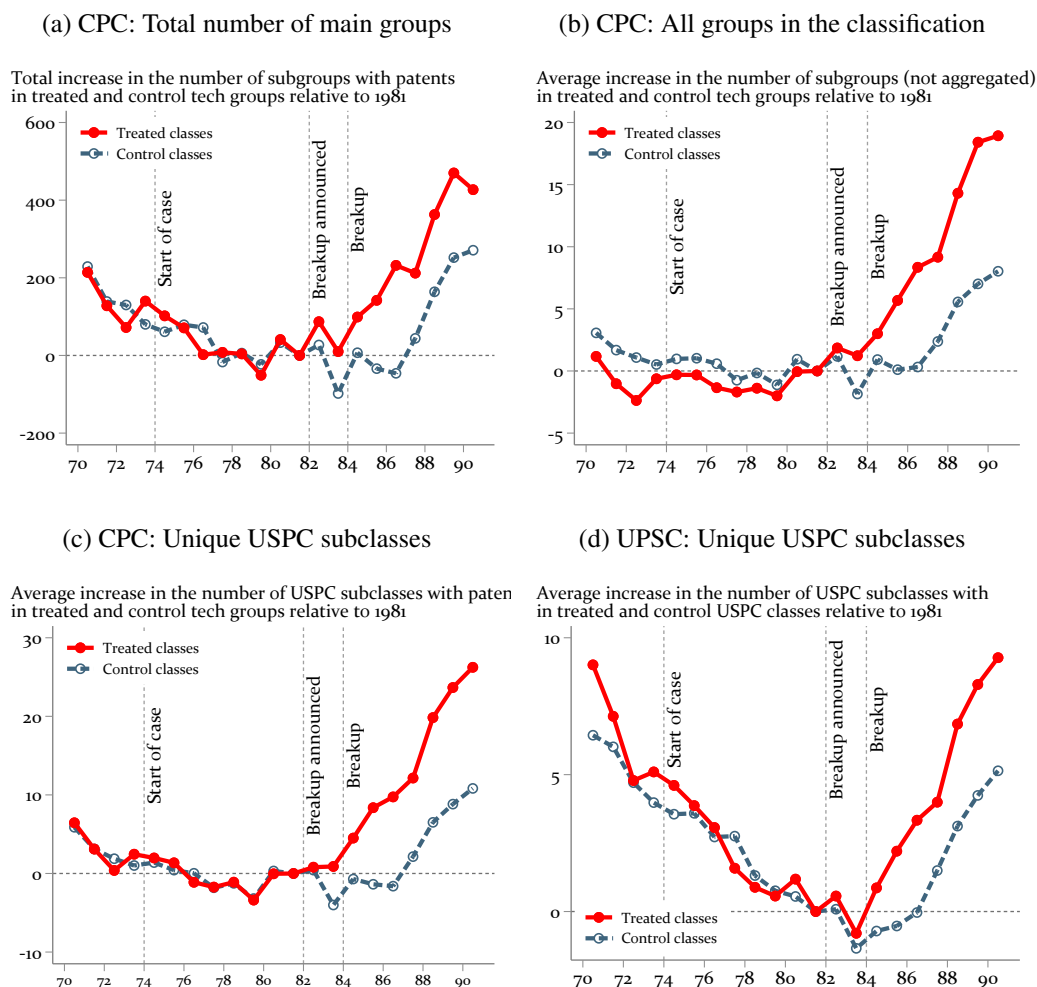 (a) CPC: Total number of main groups
Total increase in the number of subgroups with patents
in treated and control tech groups relative to 1981
600
400
200
0
-200
Treated classes
Control classes
Start of case
Breakup announced
Breakup
70 72 74 76 78 80 82 84 86 88 90
(b) CPC: All groups in the classification
Average increase in the number of subgroups (not aggregated)
in treated and control tech groups relative to 1981
20
15
10
5
0
-5
Treated classes
Control classes
Start of case
Breakup announced
Breakup
70 72 74 76 78 80 82 84 86 88 90
(c) CPC: Unique USPC subclasses
Average increase in the number of USPC subclasses with paten
in treated and control tech groups relative to 1981
30
20
10
0
-10
Treated classes
Control classes
Start of case
Breakup announced
Breakup
70 72 74 76 78 80 82 84 86 88 90
(d) UPSC: Unique USPC subclasses
Average increase in the number of USPC subclasses with
in treated and control USPC classes relative to 1981
10
5
0
Start of case
Breakup announced
Breakup
Treated classes
Control classes
70 72 74 76 78 80 82 84 86 88 90